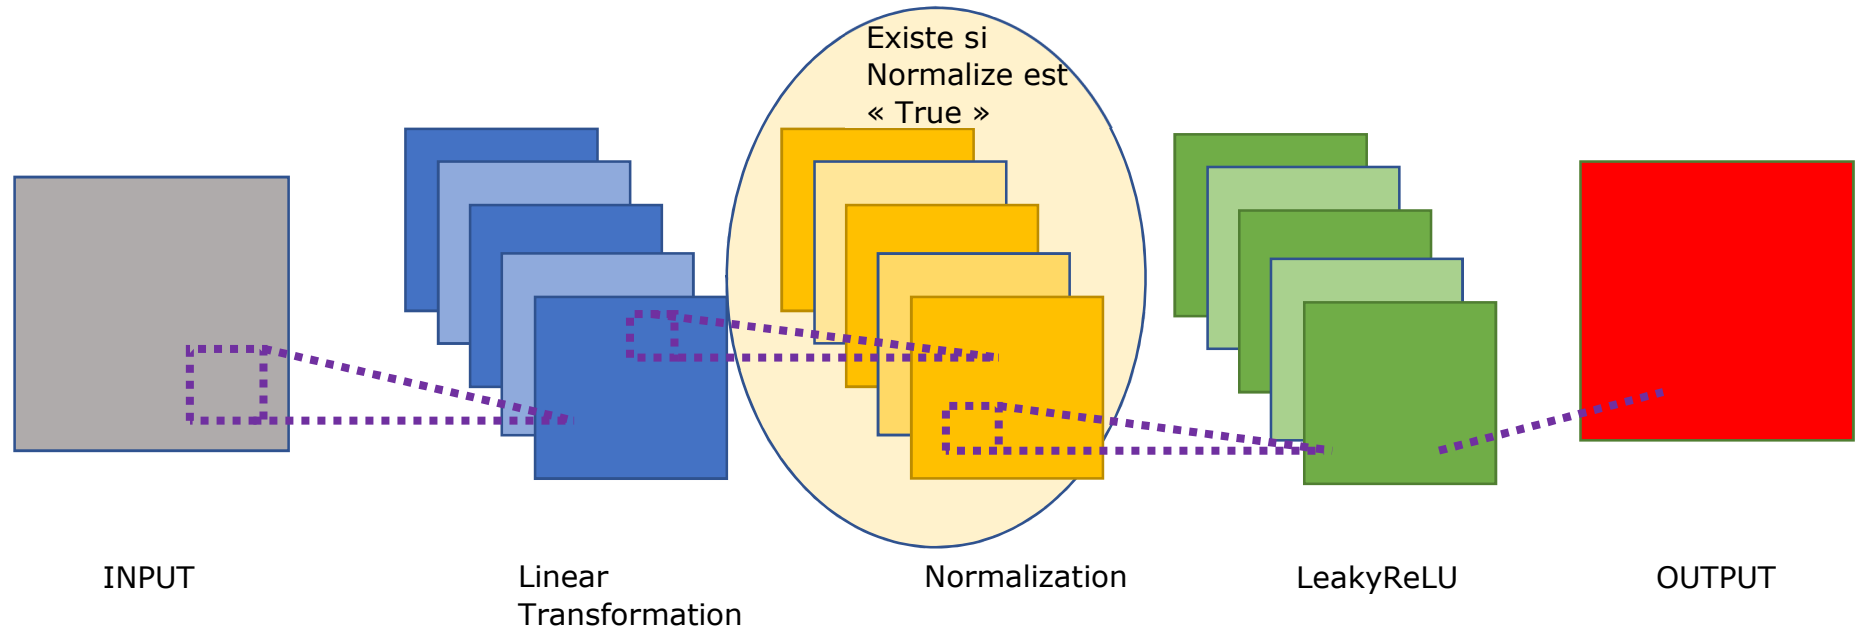 Existe si
Normalize est
« True »
INPUT
Linear
Transformation
Normalization
LeakyReLU
OUTPUT